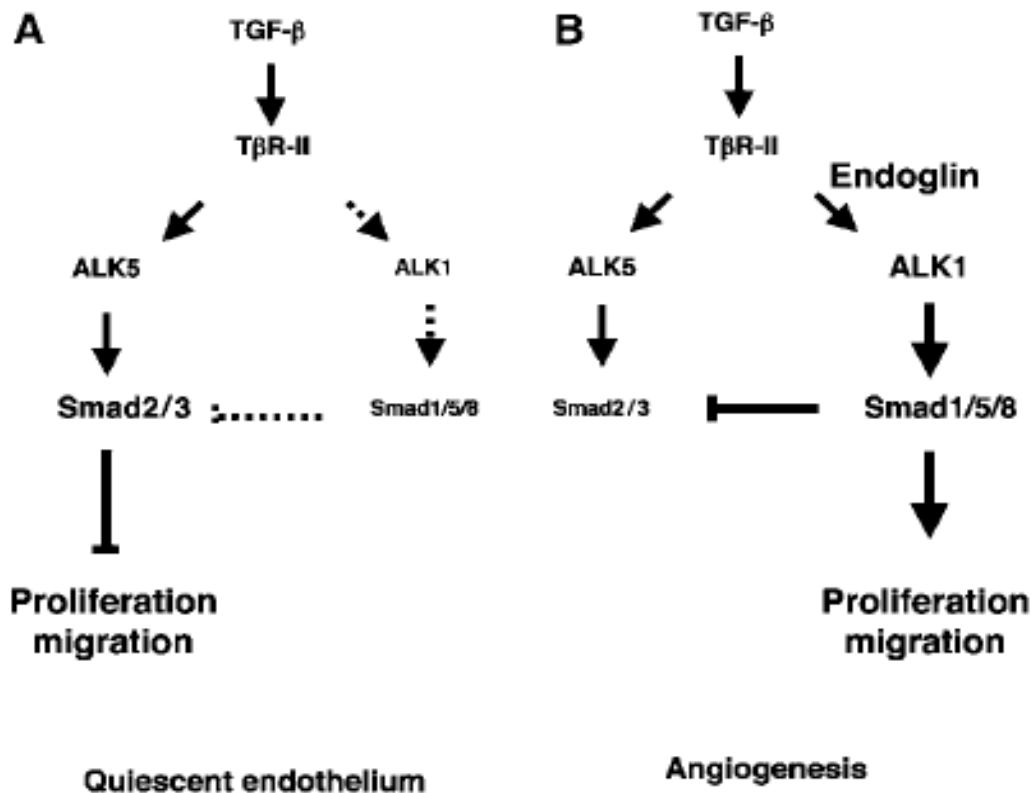 A
TGF-β
TβR-II
ALK5
ALK1
Smad2/3
Smad1/5/8
Proliferation
migration
Quiescent endothelium
B
TGF-β
TβR-II
Endoglin
ALK5
ALK1
Smad2/3
Smad1/5/8
Proliferation
migration
Angiogenesis